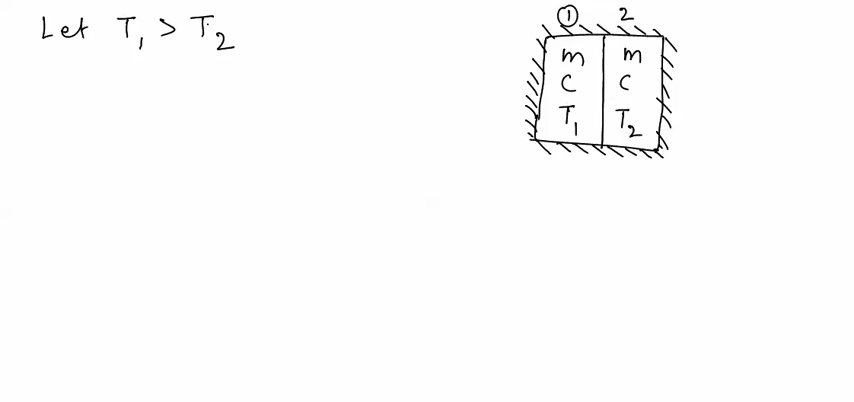 Let T₁ > T₂
① 2
m m
C C
T₁ T₂